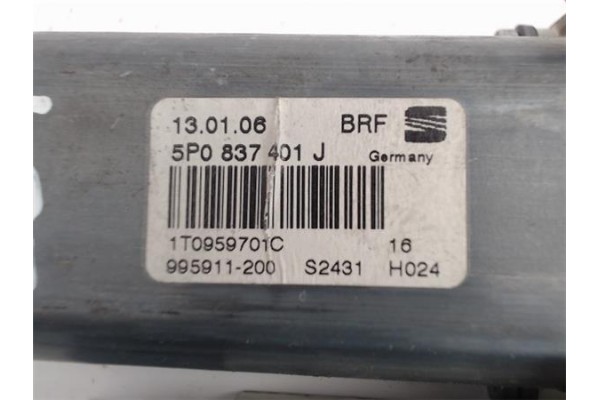 13.01.06 BRF
5P0 837 401 J Germany
1T0959701C 16
995911-200 S2431 H024